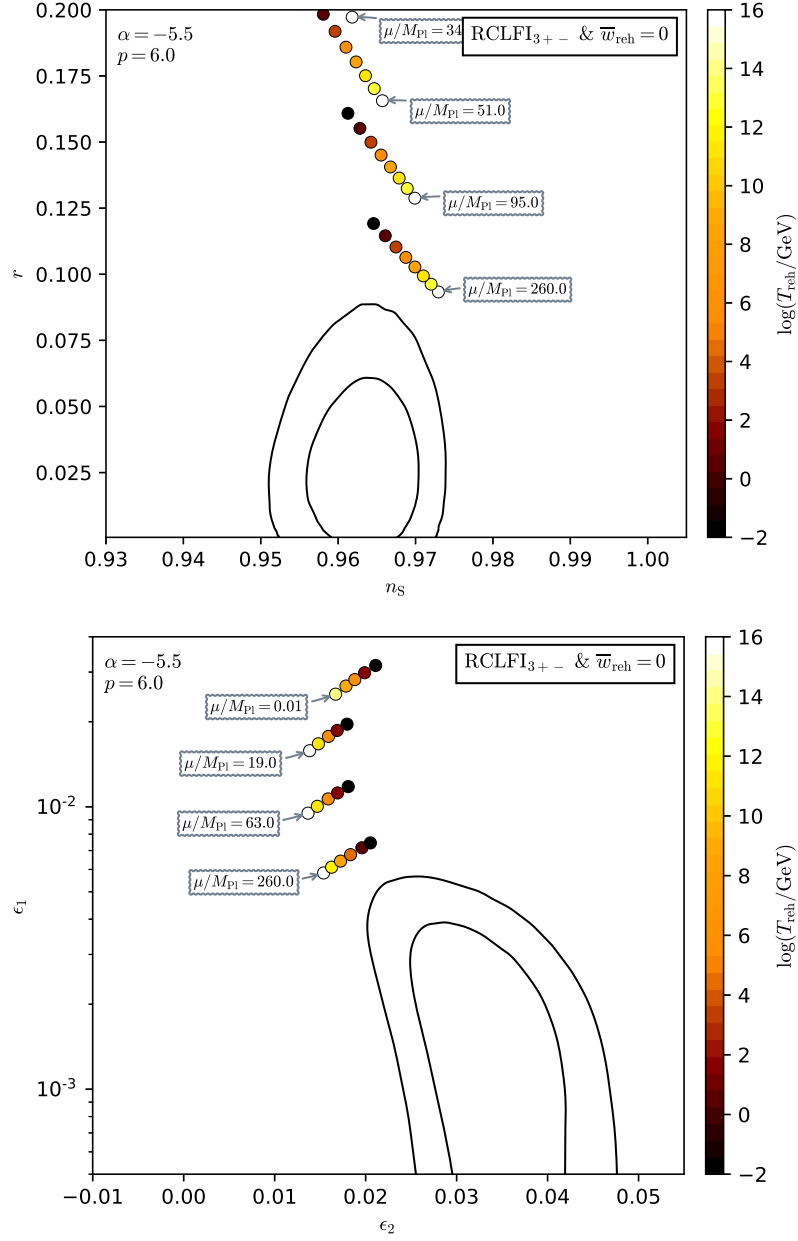 α = −5.5
p = 6.0
RCLFI3+− & w̅reh = 0
μ/MPl = 34
μ/MPl = 51.0
μ/MPl = 95.0
μ/MPl = 260.0
0.200
0.175
0.150
0.125
0.100
0.075
0.050
0.025
r
0.93 0.94 0.95 0.96 0.97 0.98 0.99 1.00
nS
16
14
12
10
8
6
4
2
0
−2
log(Treh/GeV)
α = −5.5
p = 6.0
RCLFI3+− & w̅reh = 0
μ/MPl = 0.01
μ/MPl = 19.0
μ/MPl = 63.0
μ/MPl = 260.0
10−2
10−3
ϵ1
−0.01 0.00 0.01 0.02 0.03 0.04 0.05
ϵ2
16
14
12
10
8
6
4
2
0
−2
log(Treh/GeV)